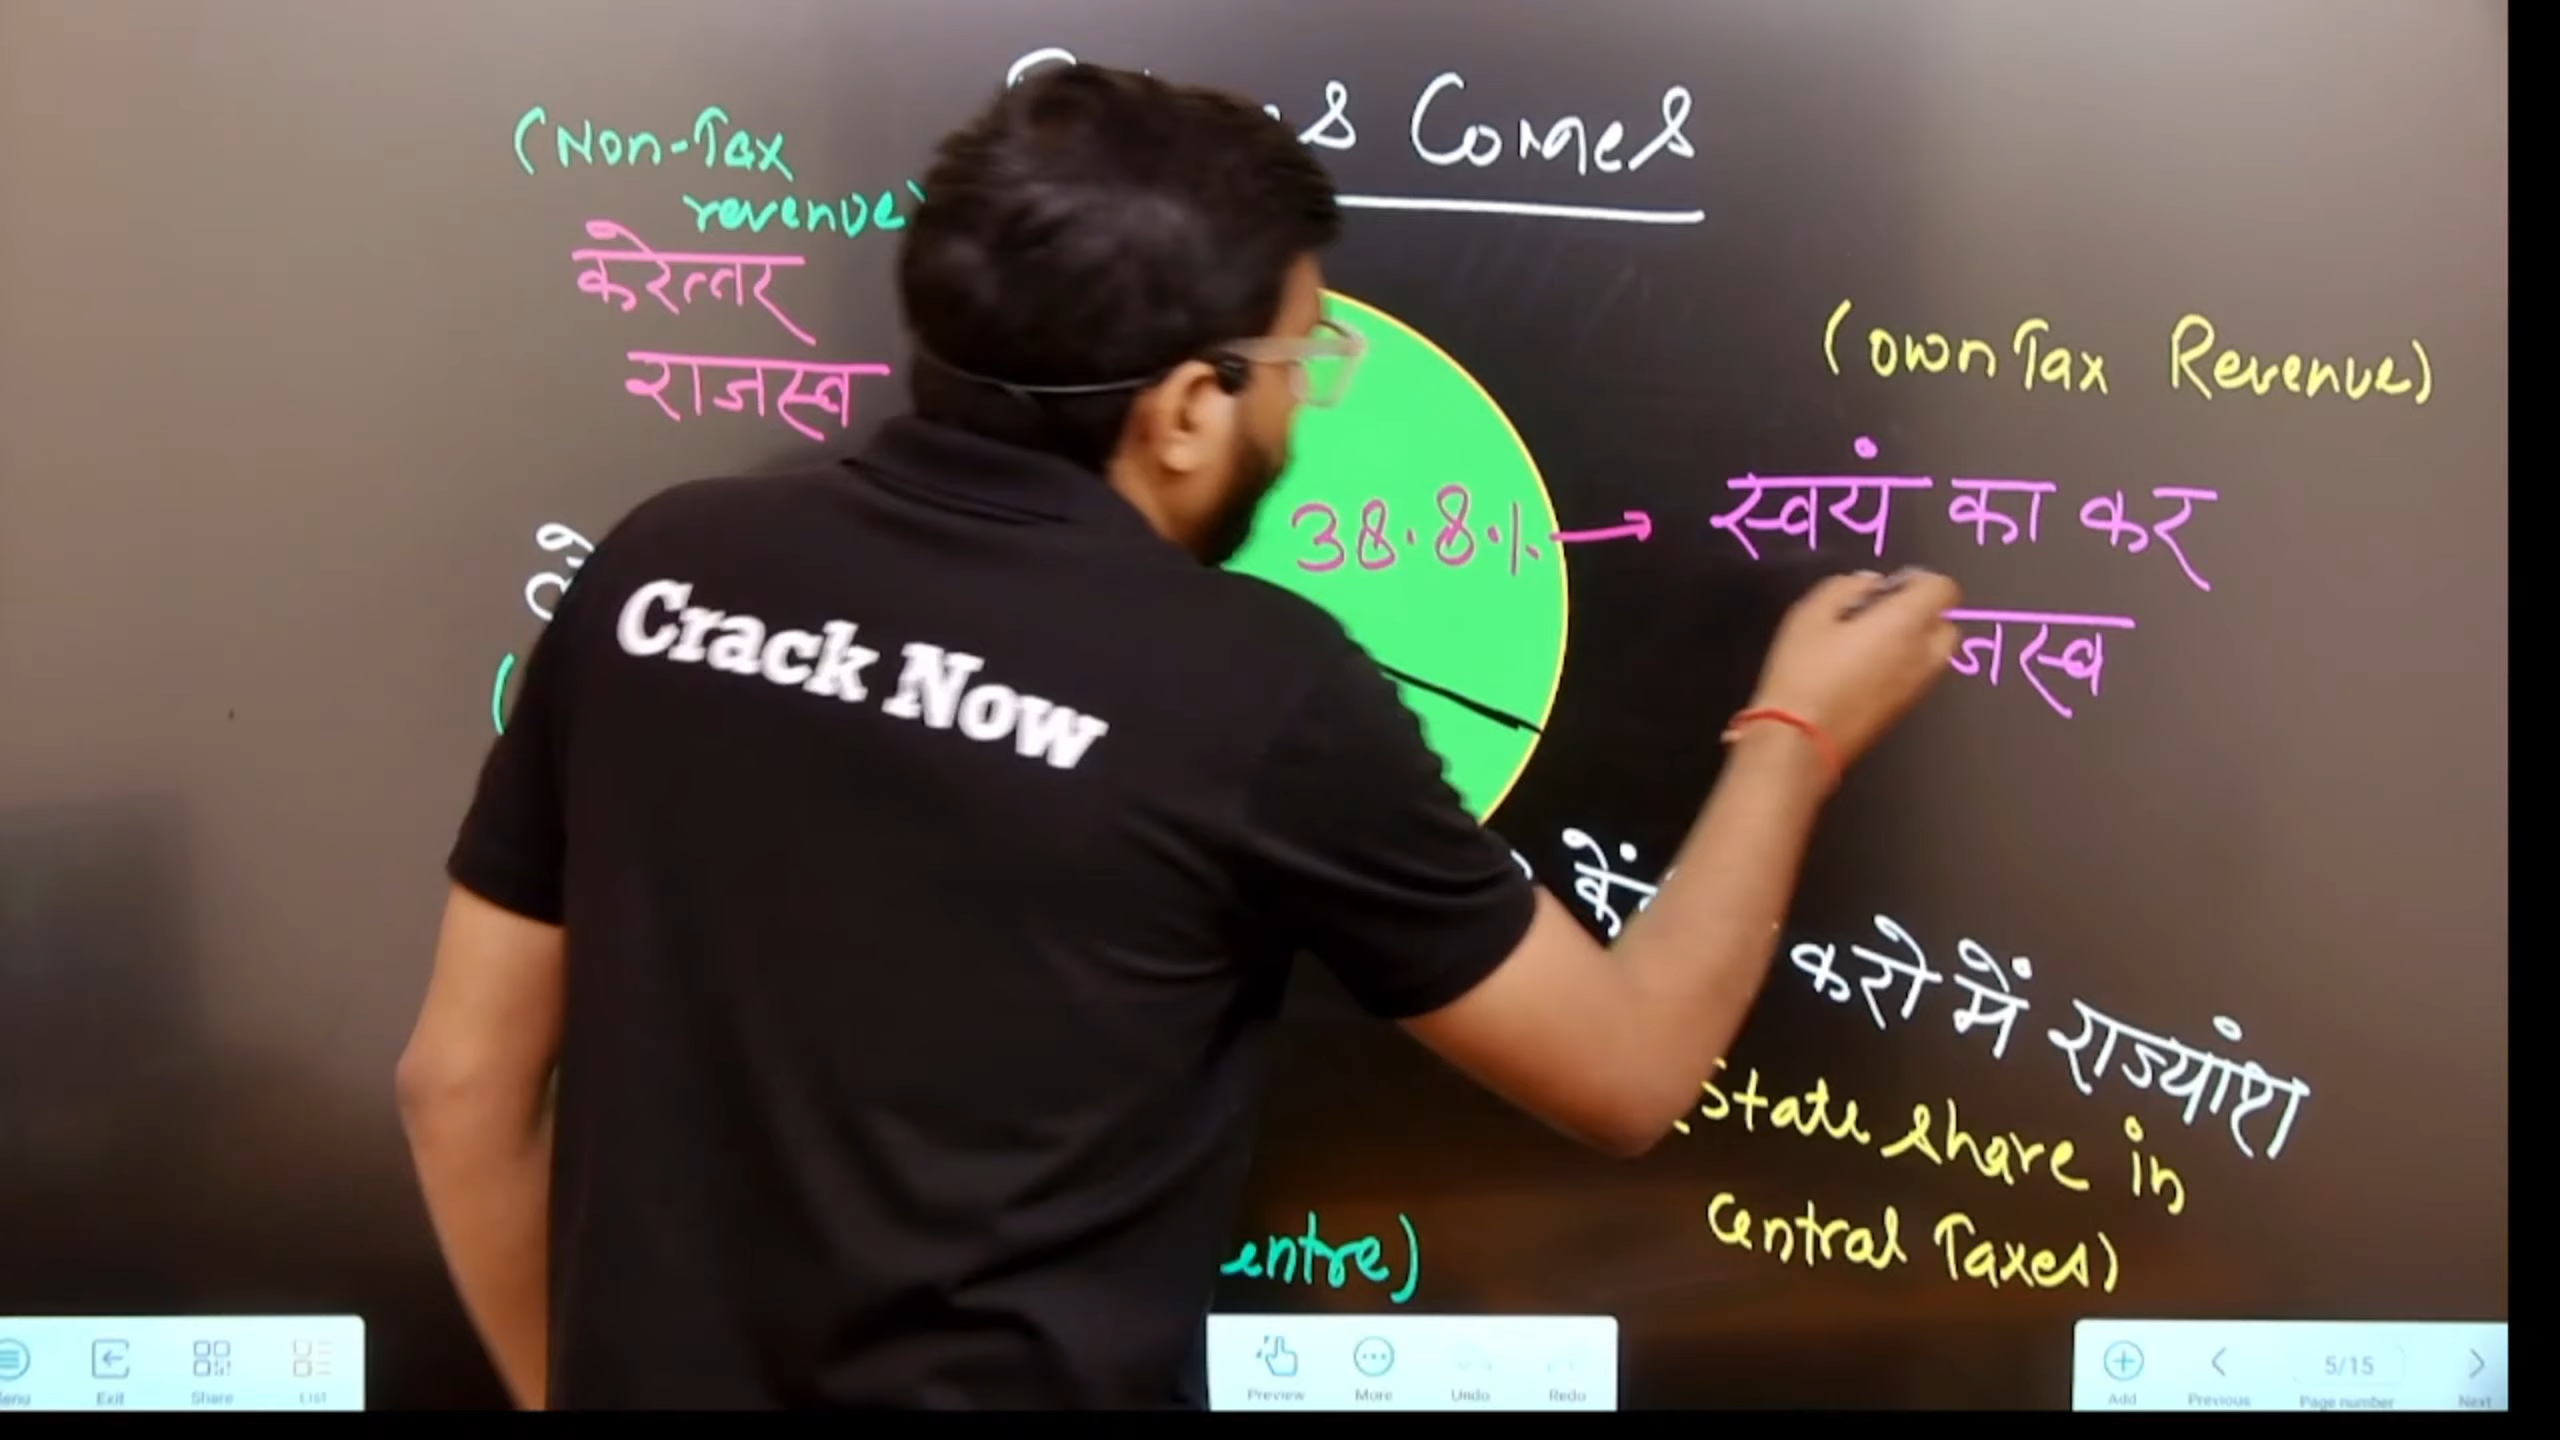 Comes
(Non-Tax
revenue)
करेत्तर
राजस्व
(own Tax Revenue)
38.8%
स्वयं का कर
जस्व
Crack Now
करो में राज्यांश
(State share in
Central Taxes)
entre)
Exit
Share
List
Preview
More
Undo
Redo
Add
Previous
5/15
Page number
Next